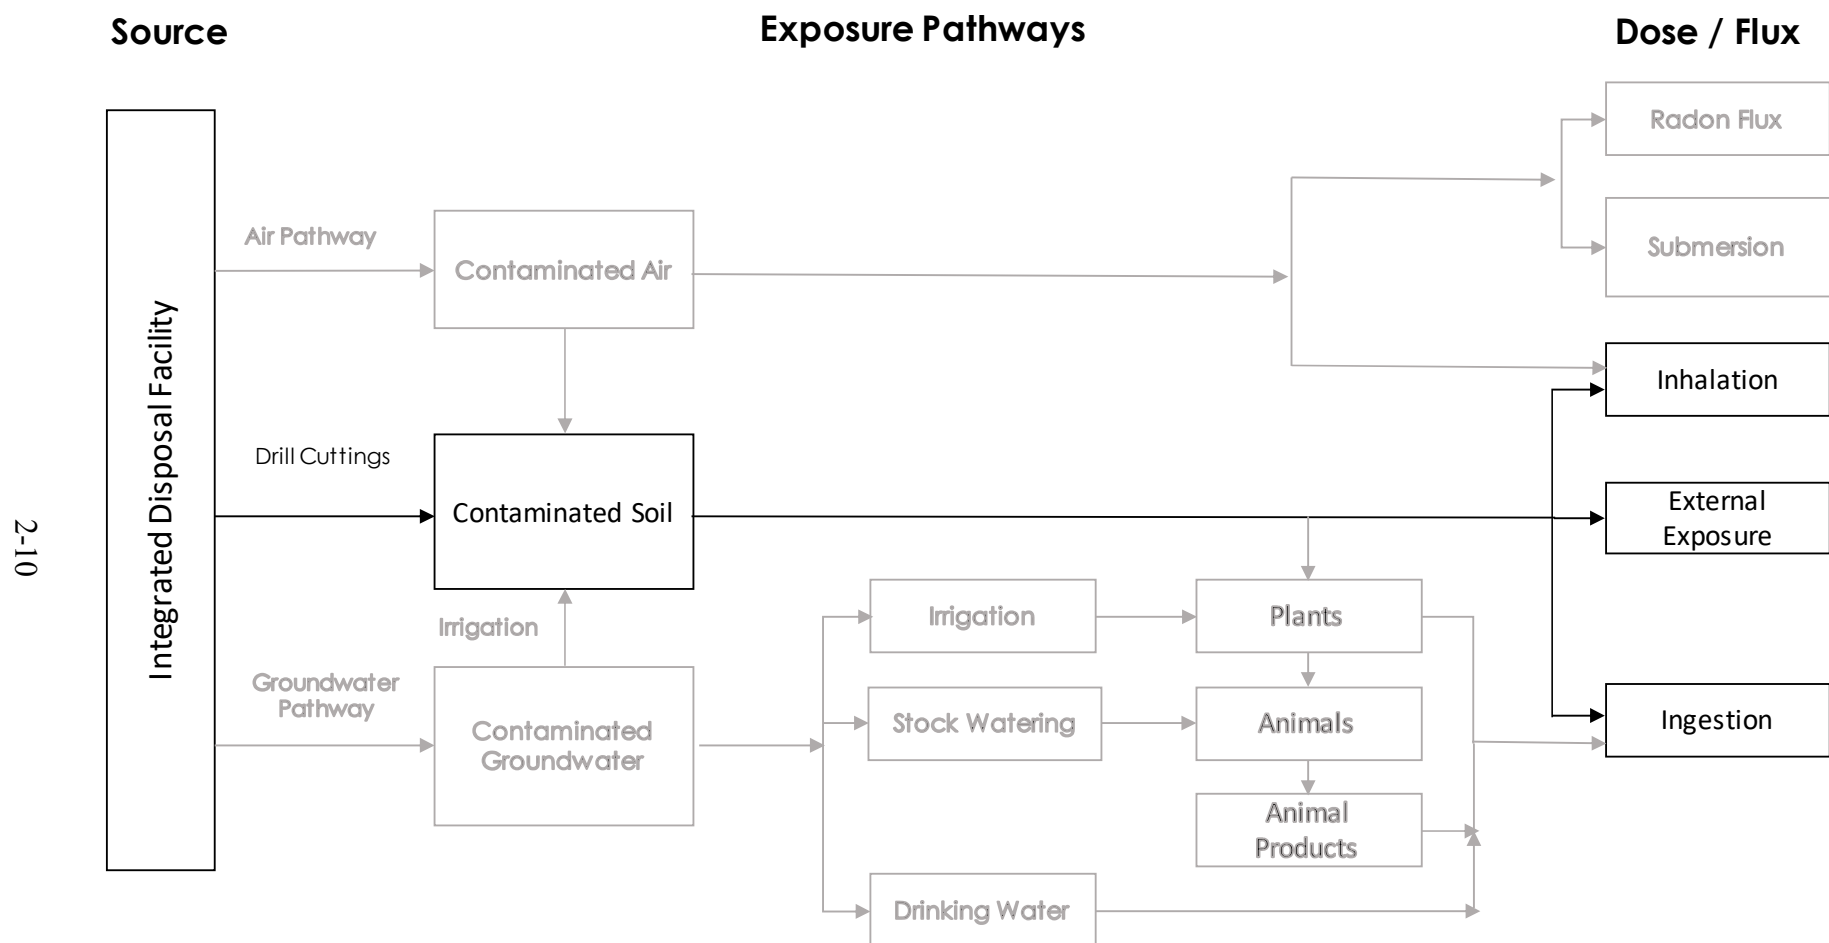 Source
Exposure Pathways
Dose / Flux
Radon Flux
Air Pathway
Submersion
Contaminated Air
Integrated Disposal Facility
Inhalation
Drill Cuttings
Contaminated Soil
External
Exposure
2-10
Irrigation
Irrigation
Plants
Groundwater
Pathway
Contaminated
Groundwater
Stock Watering
Animals
Ingestion
Animal
Products
Drinking Water